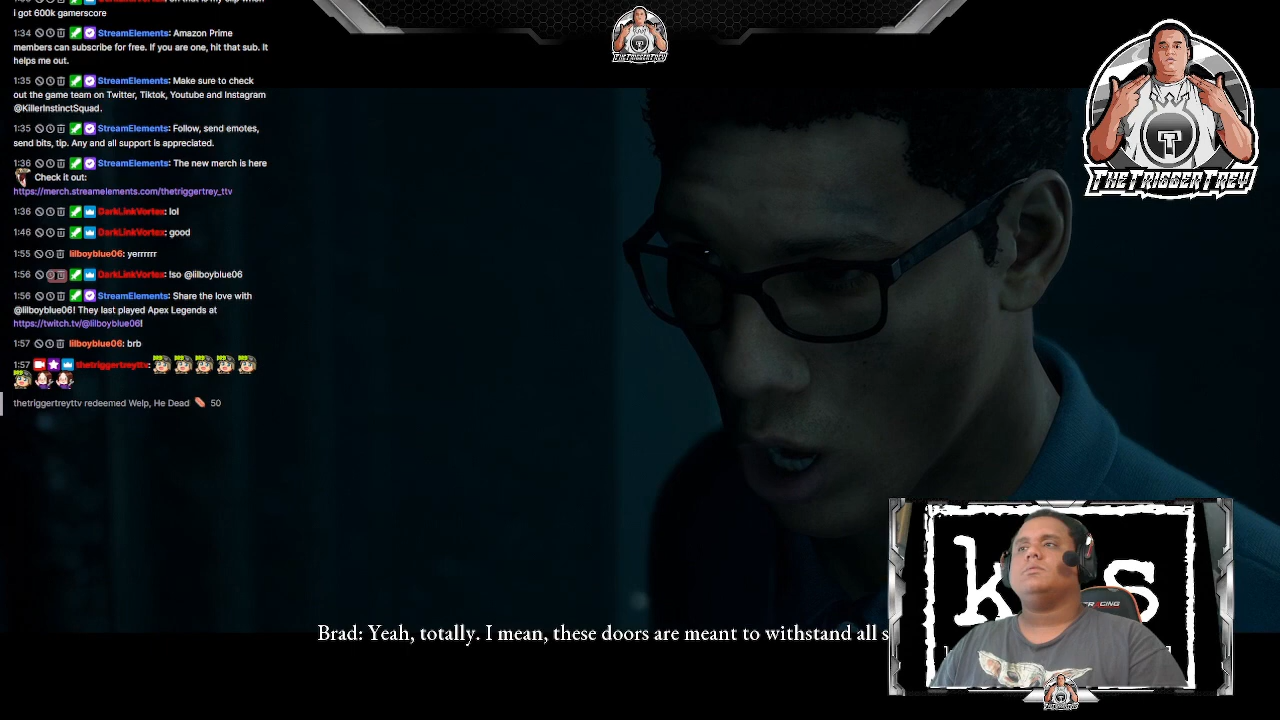 i got 600k gamerscore
1:34 StreamElements: Amazon Prime
members can subscribe for free. If you are one, hit that sub. It
helps me out.
1:35 StreamElements: Make sure to check
out the game team on Twitter, Tiktok, Youtube and Instagram
@KillerInstinctSquad.
1:35 StreamElements: Follow, send emotes,
send bits, tip. Any and all support is appreciated.
1:36 StreamElements: The new merch is here
Check it out:
https://merch.streamelements.com/thetriggertrey_ttv
1:36 DarkLinkVortex: lol
1:46 DarkLinkVortex: good
1:55 lilboyblue06: yerrrrrr
1:56 DarkLinkVortex: !so @lilboyblue06
1:56 StreamElements: Share the love with
@lilboyblue06! They last played Apex Legends at
https://twitch.tv/@lilboyblue06!
1:57 lilboyblue06: brb
1:57 thetriggertreyttv:
thetriggertreyttv redeemed Welp, He Dead 50
THETRIGGERTREY
THETRIGGERTREY
Brad: Yeah, totally. I mean, these doors are meant to withstand all s